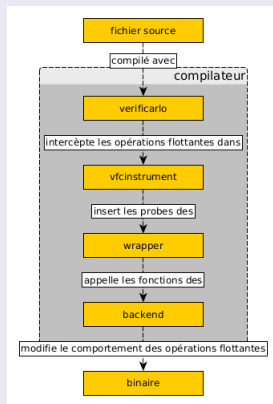 fichier source
compilé avec
compilateur
verificarlo
intercèpte les opérations flottantes dans
vfcinstrument
insert les probes des
wrapper
appelle les fonctions des
backend
modifie le comportement des opérations flottantes
binaire